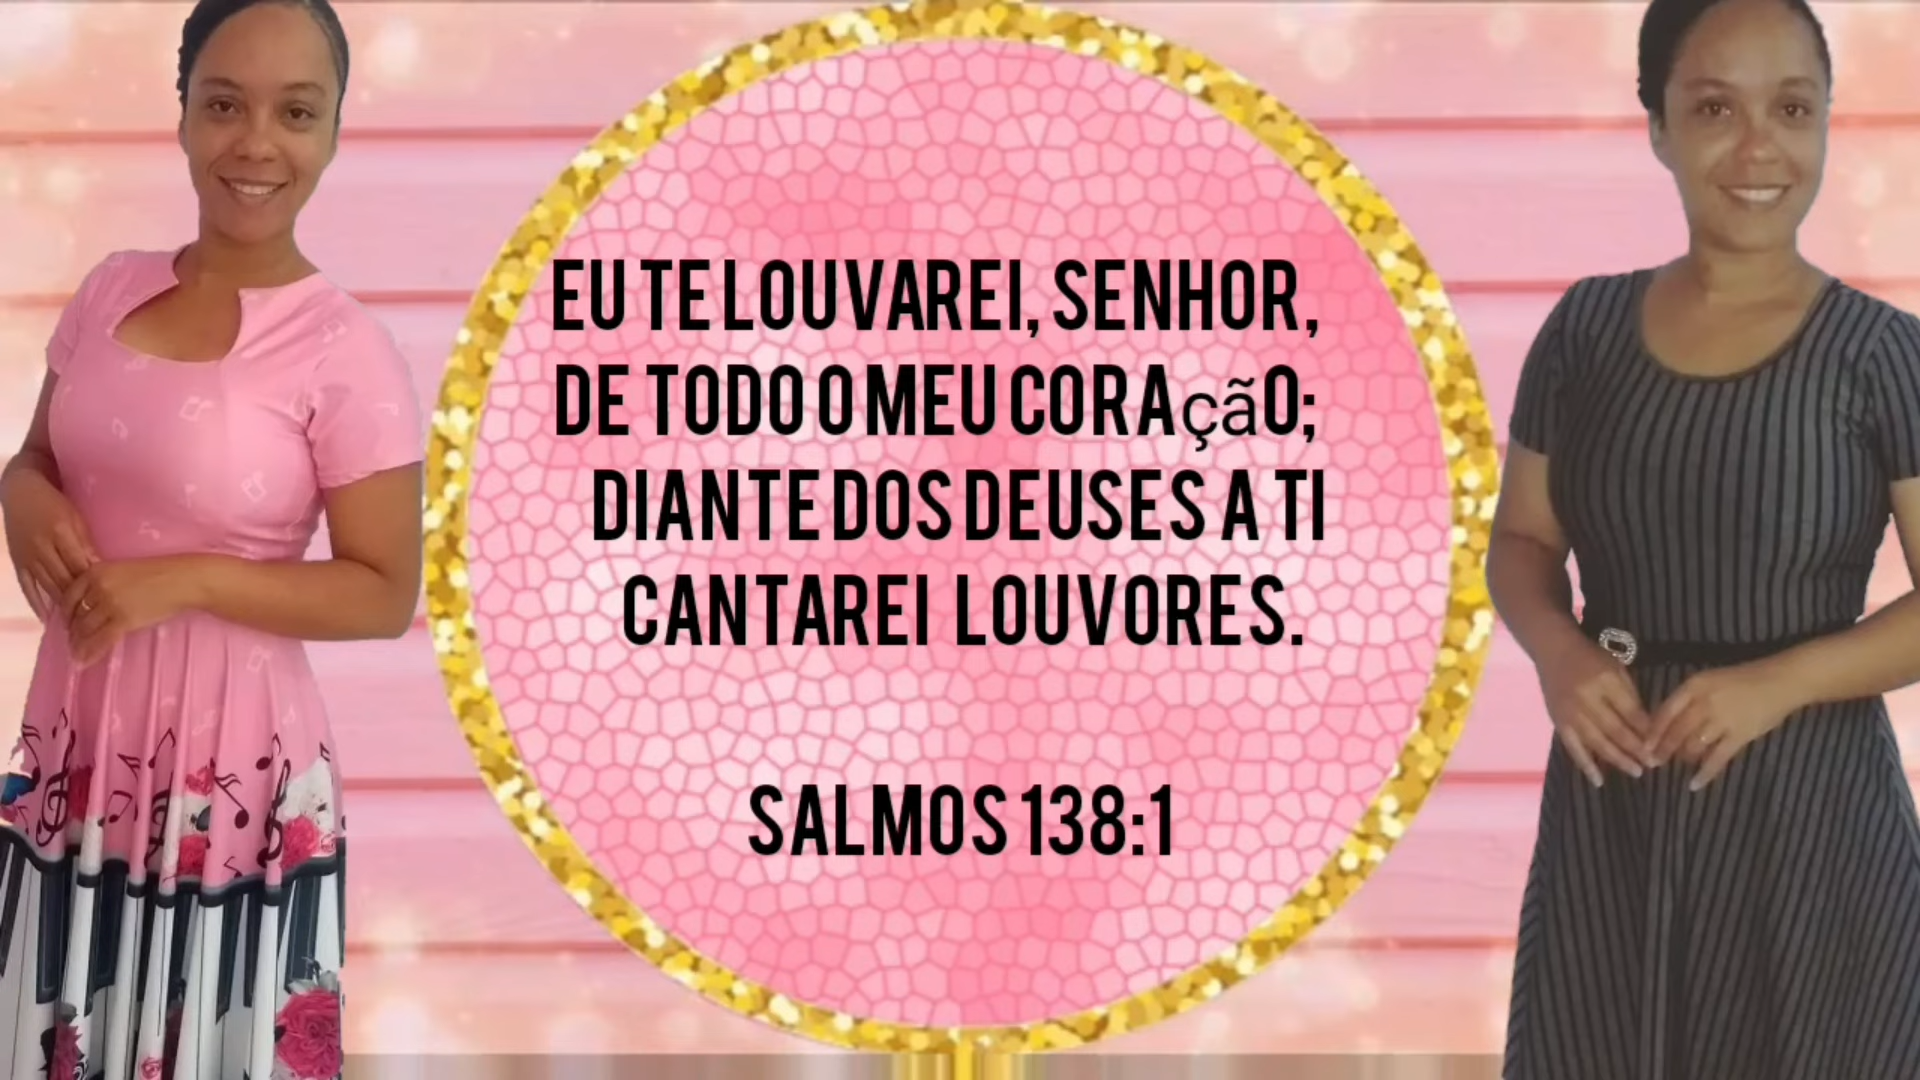 EU TE LOUVAREI, SENHOR,
DE TODO O MEU CORAçãO;
DIANTE DOS DEUSES A TI
CANTAREI LOUVORES.
SALMOS 138:1